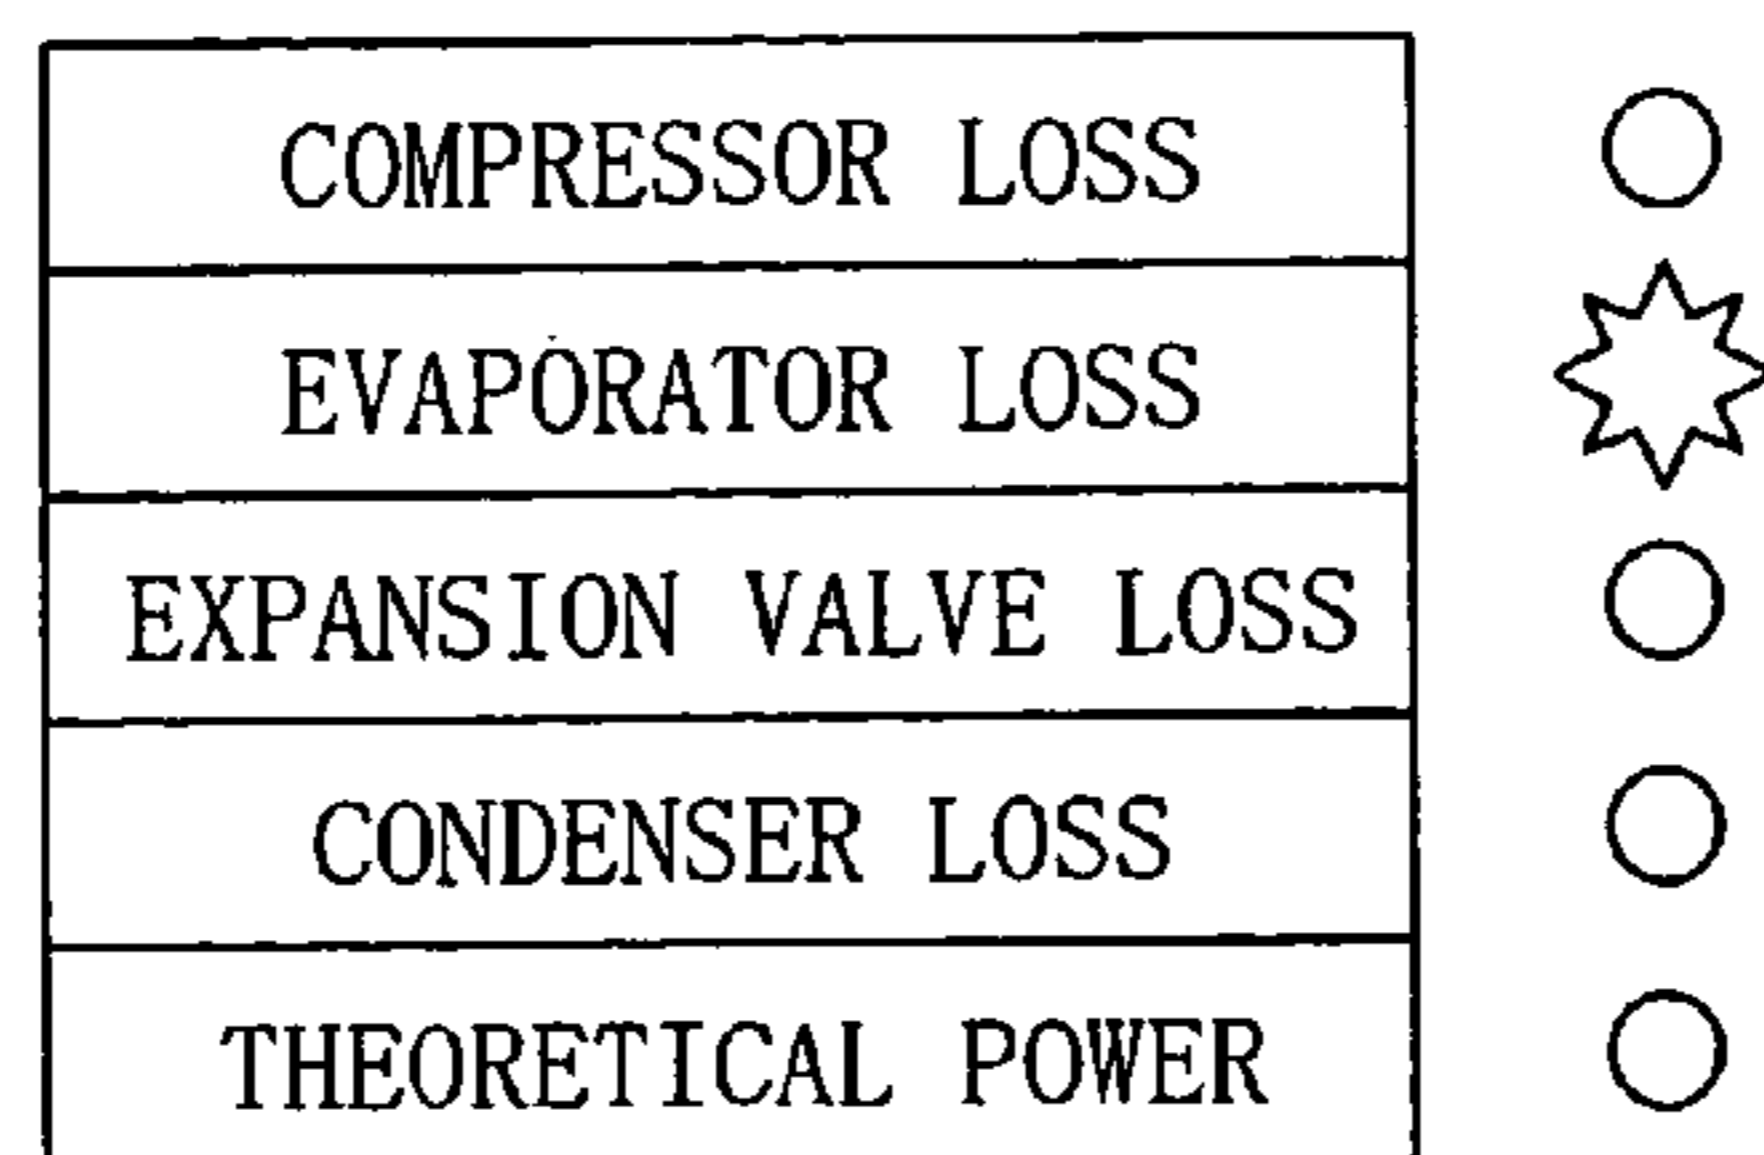 COMPRESSOR LOSS
EVAPORATOR LOSS
EXPANSION VALVE LOSS
CONDENSER LOSS
THEORETICAL POWER